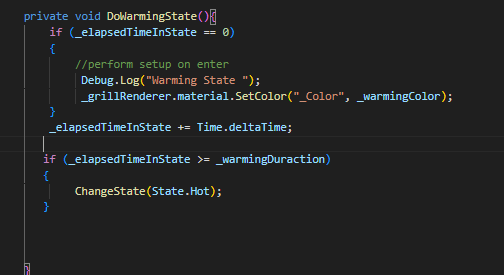 private void DoWarmingState(){
if (_elapsedTimeInState == 0)
{
//perform setup on enter
Debug.Log("Warming State ");
_grillRenderer.material.SetColor("_Color", _warmingColor);
}
_elapsedTimeInState += Time.deltaTime;
if (_elapsedTimeInState >= _warmingDuraction)
{
ChangeState(State.Hot);
}
}